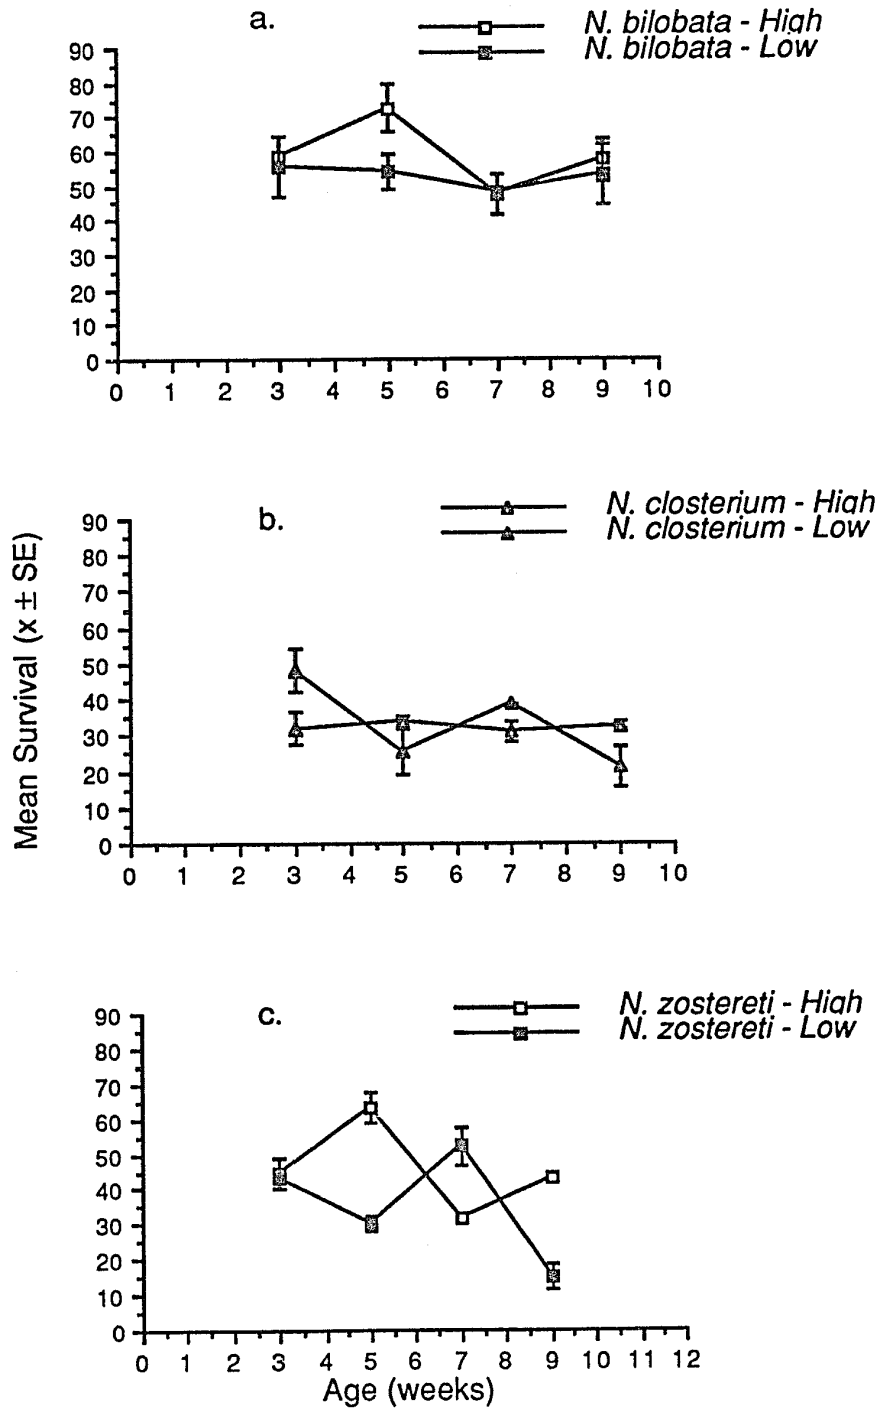 a.
N. bilobata - High
N. bilobata - Low
90
80
70
60
50
40
30
20
10
0
0 1 2 3 4 5 6 7 8 9 10
b.
N. closterium - High
N. closterium - Low
90
80
70
60
50
40
30
20
10
0
0 1 2 3 4 5 6 7 8 9 10
Mean Survival (x ± SE)
c.
N. zostereti - High
N. zostereti - Low
90
80
70
60
50
40
30
20
10
0
0 1 2 3 4 5 6 7 8 9 10 11 12
Age (weeks)